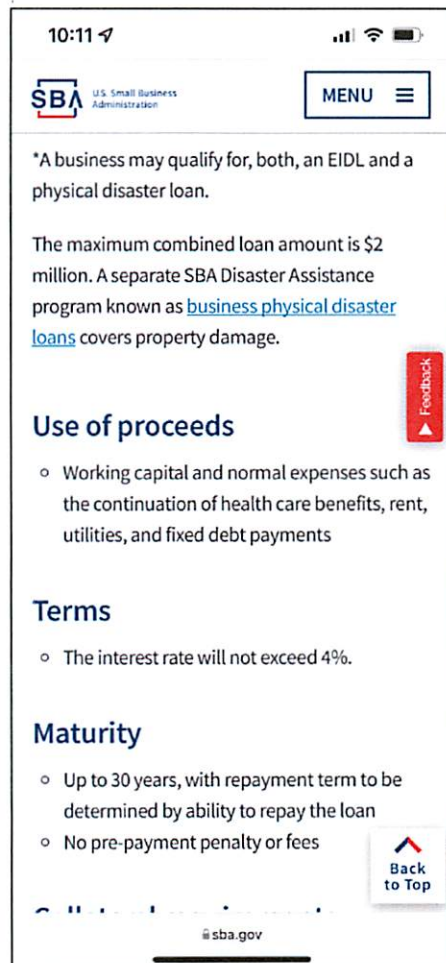 10:11
SBA U.S. Small Business
Administration
MENU
*A business may qualify for, both, an EIDL and a
physical disaster loan.
The maximum combined loan amount is $2
million. A separate SBA Disaster Assistance
program known as business physical disaster
loans covers property damage.
Feedback
Use of proceeds
Working capital and normal expenses such as
the continuation of health care benefits, rent,
utilities, and fixed debt payments
Terms
The interest rate will not exceed 4%.
Maturity
Up to 30 years, with repayment term to be
determined by ability to repay the loan
No pre-payment penalty or fees
Back
to Top
sba.gov